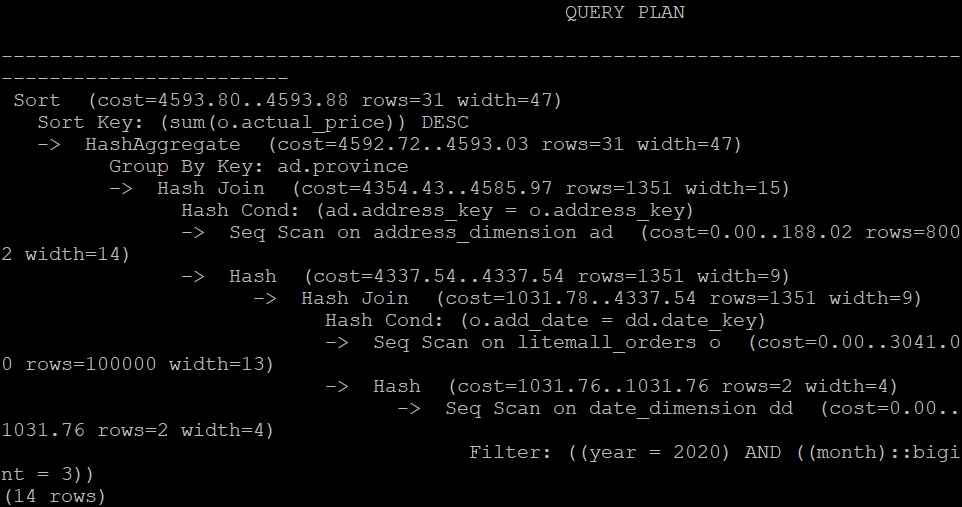 QUERY PLAN
--------------------------------------------------------------------------------
------------------------
Sort  (cost=4593.80..4593.88 rows=31 width=47)
Sort Key: (sum(o.actual_price)) DESC
->  HashAggregate  (cost=4592.72..4593.03 rows=31 width=47)
Group By Key: ad.province
->  Hash Join  (cost=4354.43..4585.97 rows=1351 width=15)
Hash Cond: (ad.address_key = o.address_key)
->  Seq Scan on address_dimension ad  (cost=0.00..188.02 rows=800
2 width=14)
->  Hash  (cost=4337.54..4337.54 rows=1351 width=9)
->  Hash Join  (cost=1031.78..4337.54 rows=1351 width=9)
Hash Cond: (o.add_date = dd.date_key)
->  Seq Scan on litemall_orders o  (cost=0.00..3041.0
0 rows=100000 width=13)
->  Hash  (cost=1031.76..1031.76 rows=2 width=4)
->  Seq Scan on date_dimension dd  (cost=0.00..
1031.76 rows=2 width=4)
Filter: ((year = 2020) AND ((month)::bigi
nt = 3))
(14 rows)